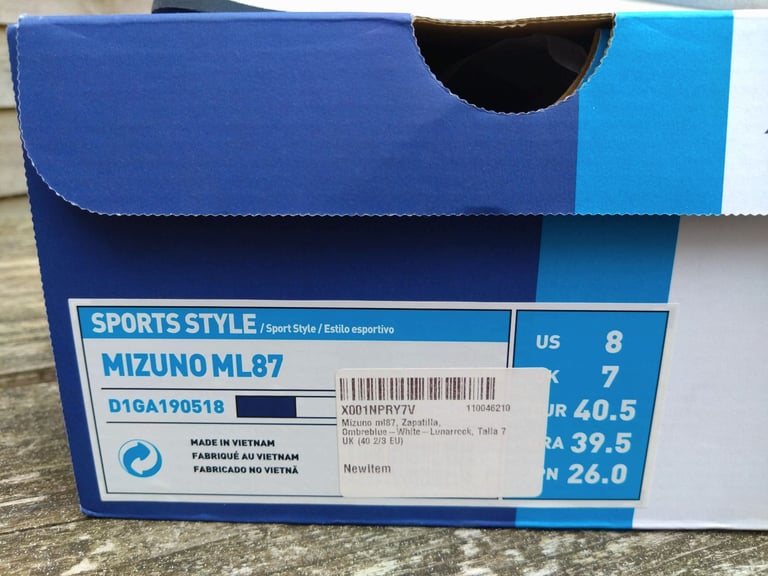 SPORTS STYLE / Sport Style / Estilo esportivo
MIZUNO ML87
D1GA190518
MADE IN VIETNAM
FABRIQUÉ AU VIETNAM
FABRICADO NO VIETNÃ
X001NPRY7V 110046210
Mizuno ml87, Zapatilla,
Ombreblue-White-Lunarrock, Talla 7
UK (40 2/3 EU)
NewItem
US 8
K 7
UR 40.5
RA 39.5
PN 26.0